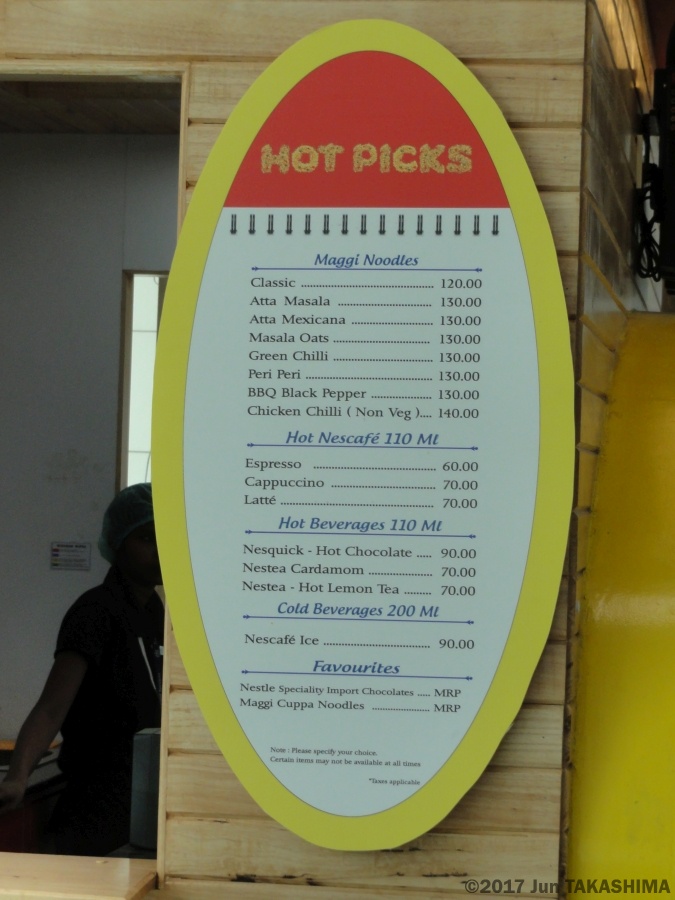 HOT PICKS
Maggi Noodles
Classic ........ 120.00
Atta Masala ........ 130.00
Atta Mexicana ........ 130.00
Masala Oats ........ 130.00
Green Chilli ........ 130.00
Peri Peri ........ 130.00
BBQ Black Pepper ........ 130.00
Chicken Chilli ( Non Veg ).... 140.00
Hot Nescafé 110 Ml
Espresso ........ 60.00
Cappuccino ........ 70.00
Latté ........ 70.00
Hot Beverages 110 Ml
Nesquick - Hot Chocolate ..... 90.00
Nestea Cardamom ........ 70.00
Nestea - Hot Lemon Tea ........ 70.00
Cold Beverages 200 Ml
Nescafé Ice ........ 90.00
Favourites
Nestle Speciality Import Chocolates ..... MRP
Maggi Cuppa Noodles ........ MRP
Note : Please specify your choice.
Certain items may not be available at all times
*Taxes applicable
©2017 Jun TAKASHIMA